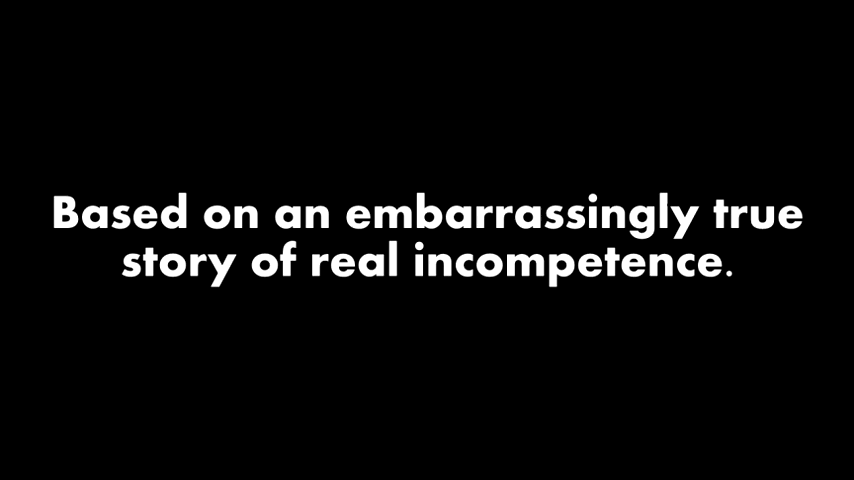 Based on an embarrassingly true
story of real incompetence.